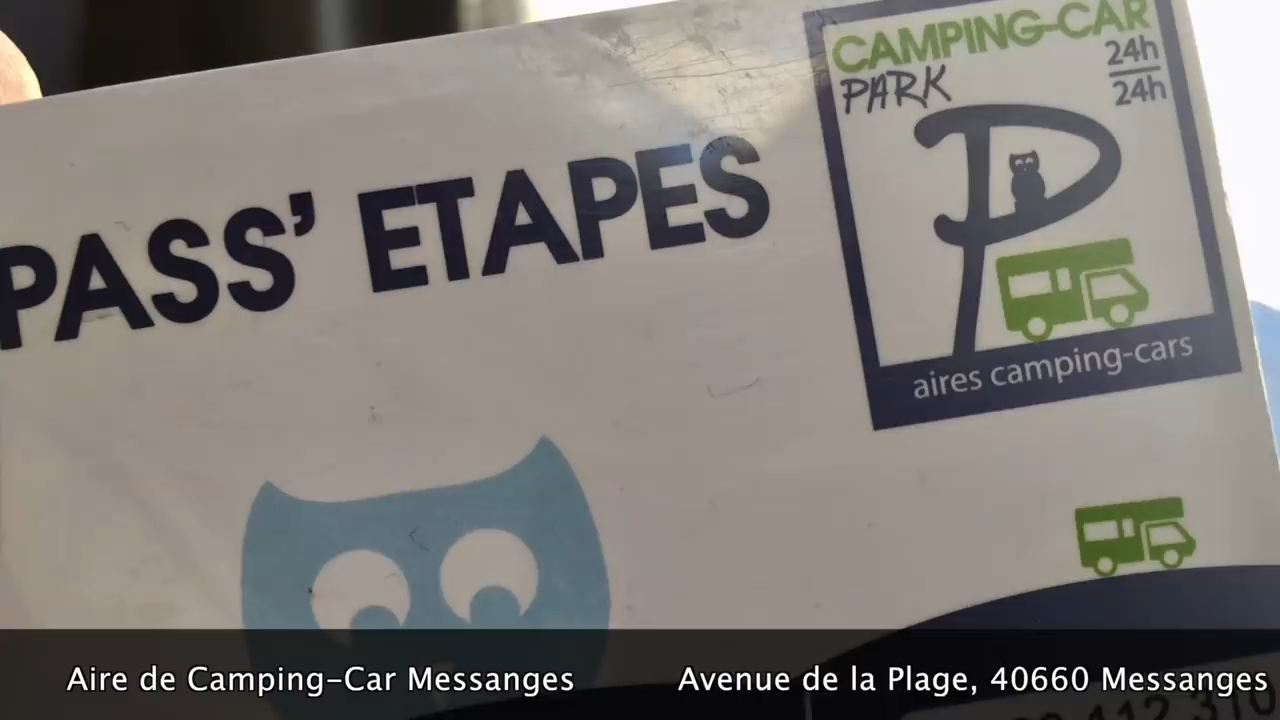 CAMPING-CAR
PARK
24h
24h
PASS' ETAPES
aires camping-cars
Aire de Camping-Car Messanges
Avenue de la Plage, 40660 Messanges